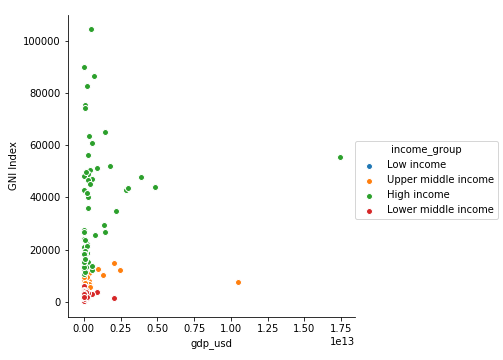 100000
80000
60000
40000
20000
0
GNI Index
0.00 0.25 0.50 0.75 1.00 1.25 1.50 1.75
1e13
gdp_usd
income_group
Low income
Upper middle income
High income
Lower middle income